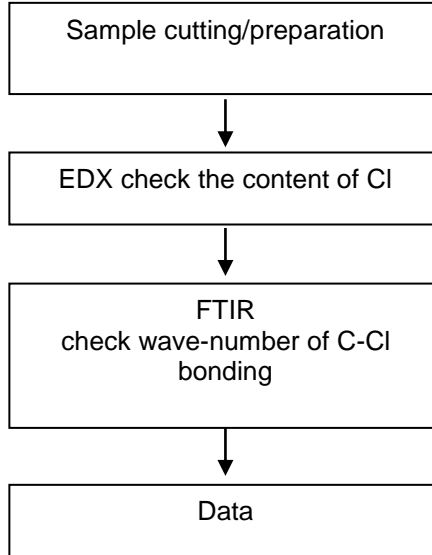 Sample cutting/preparation
EDX check the content of Cl
FTIR
check wave-number of C-Cl
bonding
Data